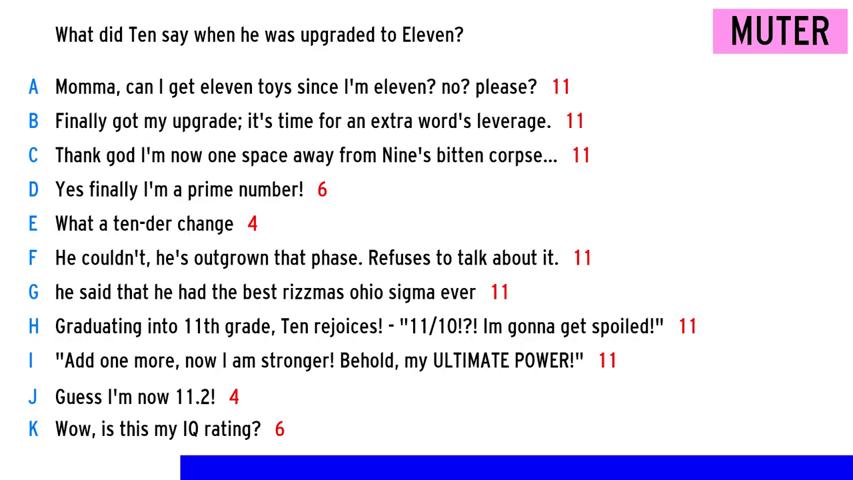 What did Ten say when he was upgraded to Eleven?
MUTER
A Momma, can I get eleven toys since I'm eleven? no? please? 11
B Finally got my upgrade; it's time for an extra word's leverage. 11
C Thank god I'm now one space away from Nine's bitten corpse... 11
D Yes finally I'm a prime number! 6
E What a ten-der change 4
F He couldn't, he's outgrown that phase. Refuses to talk about it. 11
G he said that he had the best rizzmas ohio sigma ever 11
H Graduating into 11th grade, Ten rejoices! - "11/10!?! Im gonna get spoiled!" 11
I "Add one more, now I am stronger! Behold, my ULTIMATE POWER!" 11
J Guess I'm now 11.2! 4
K Wow, is this my IQ rating? 6